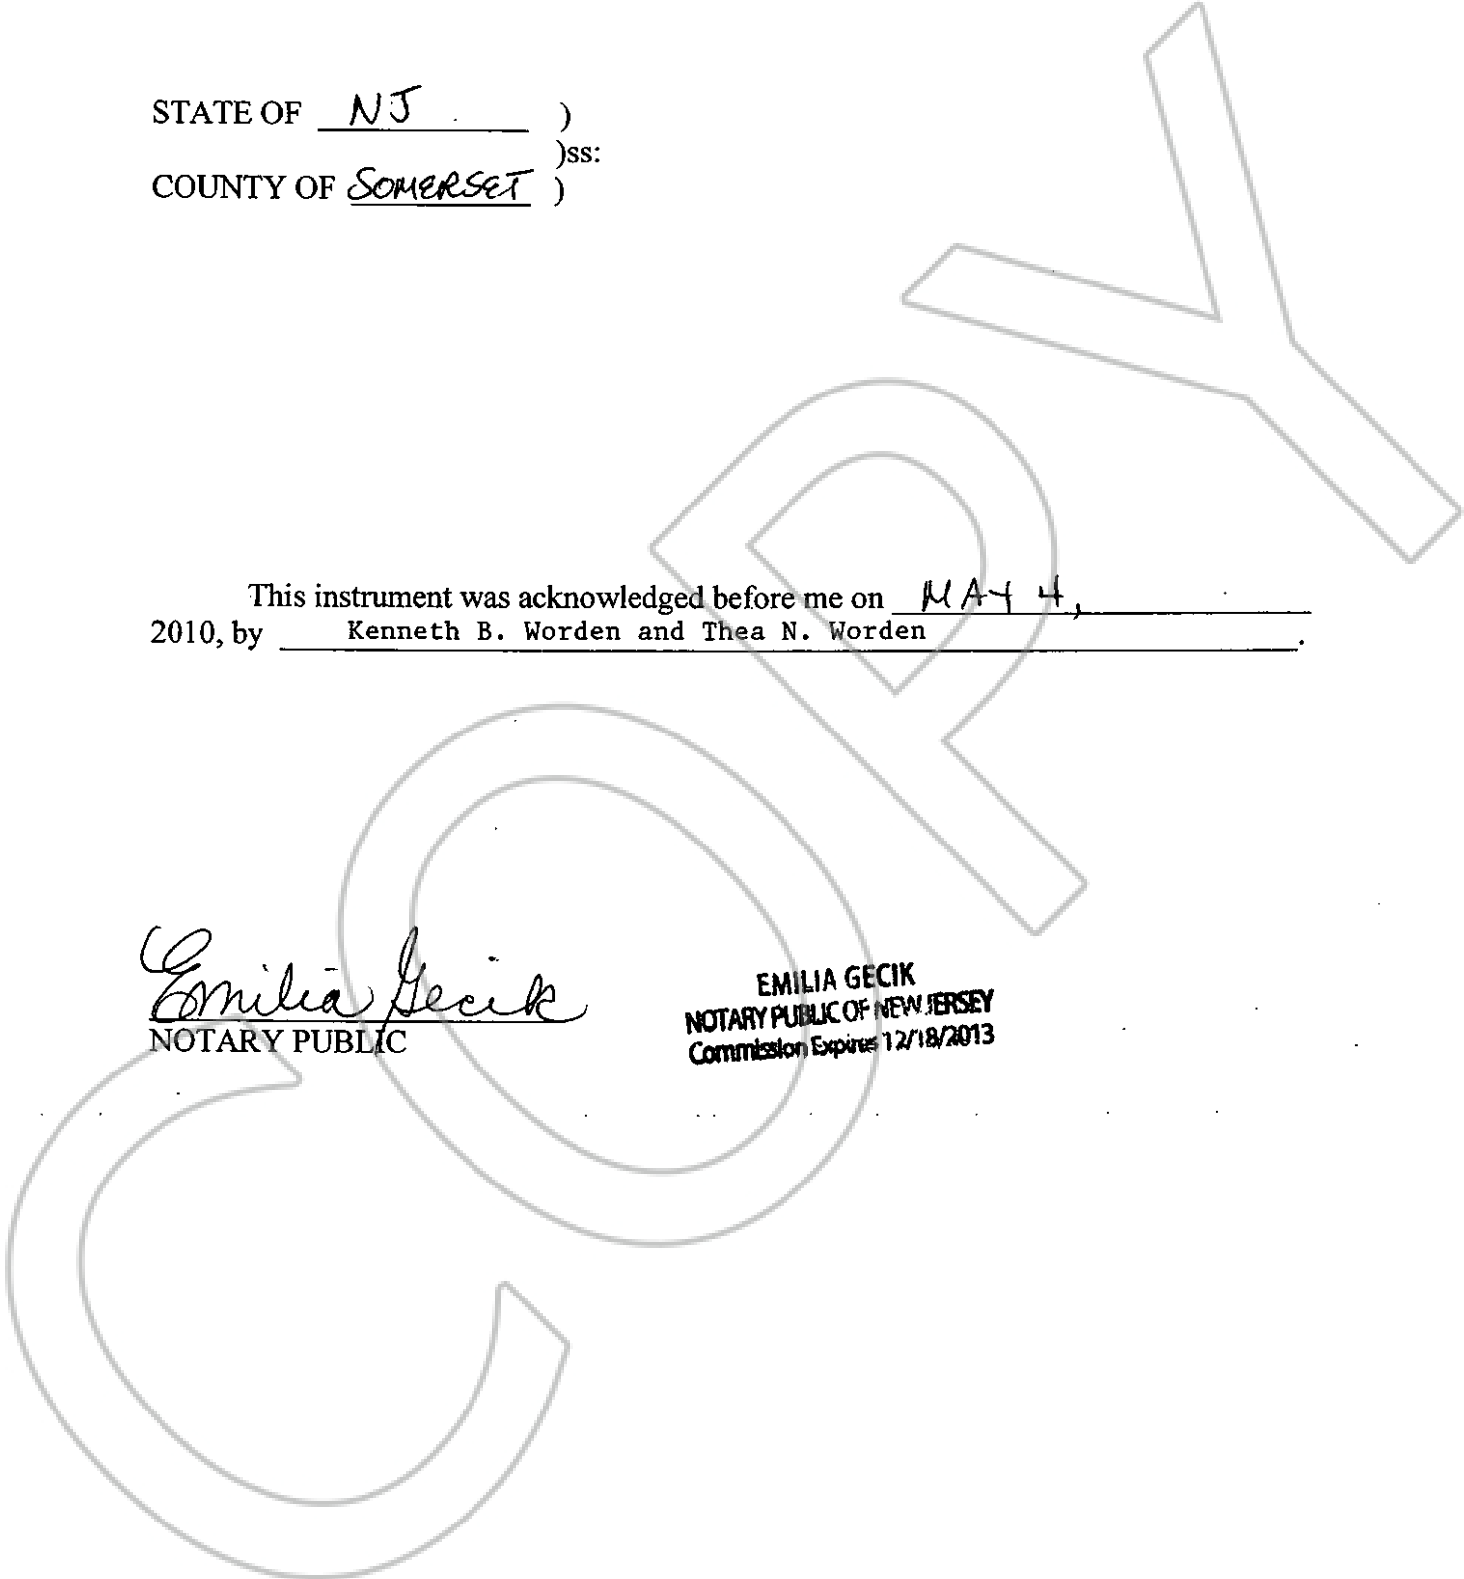 STATE OF NJ )
)ss:
COUNTY OF SOMERSET )
This instrument was acknowledged before me on MAY 4,
2010, by Kenneth B. Worden and Thea N. Worden.
Emilia Gecik
NOTARY PUBLIC
EMILIA GECIK
NOTARY PUBLIC OF NEW JERSEY
Commission Expires 12/18/2013
COPY